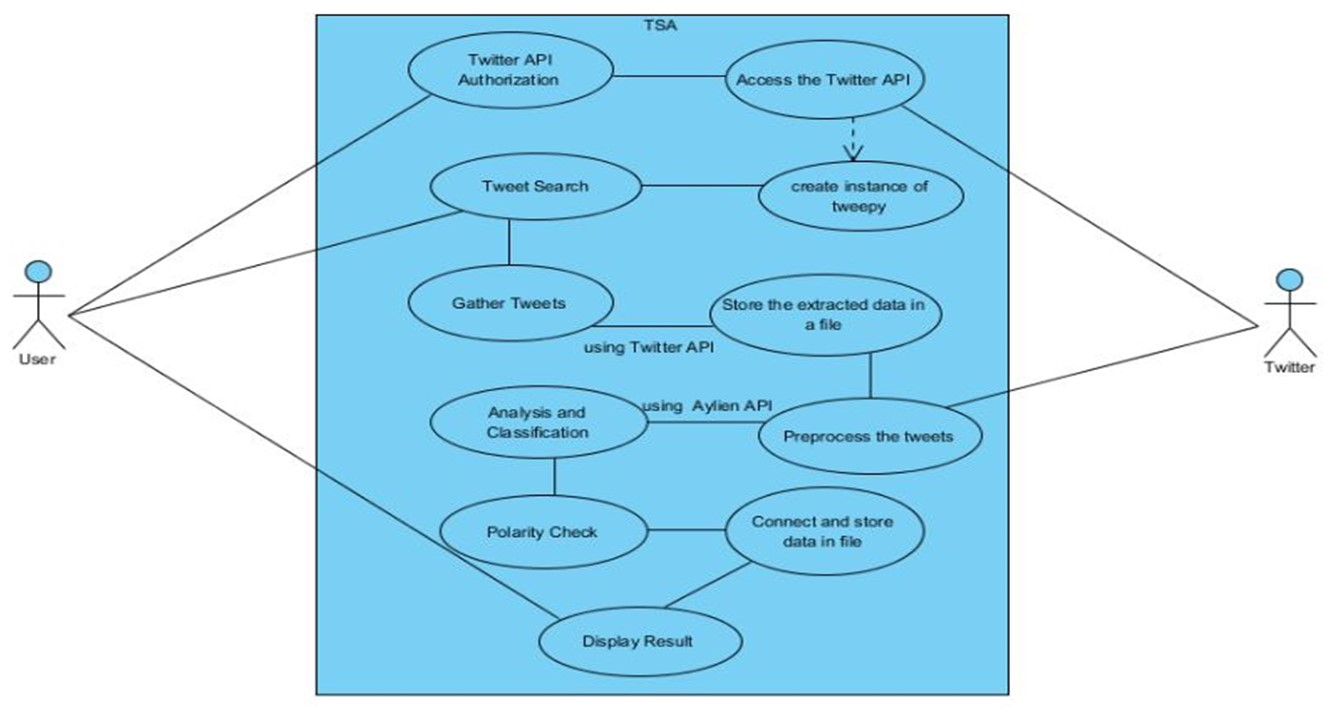 TSA
Twitter API
Authorization
Access the Twitter API
Tweet Search
create instance of
tweepy
Gather Tweets
Store the extracted data in
a file
using Twitter API
User
Twitter
Analysis and
Classification
using Aylien API
Preprocess the tweets
Polarity Check
Connect and store
data in file
Display Result